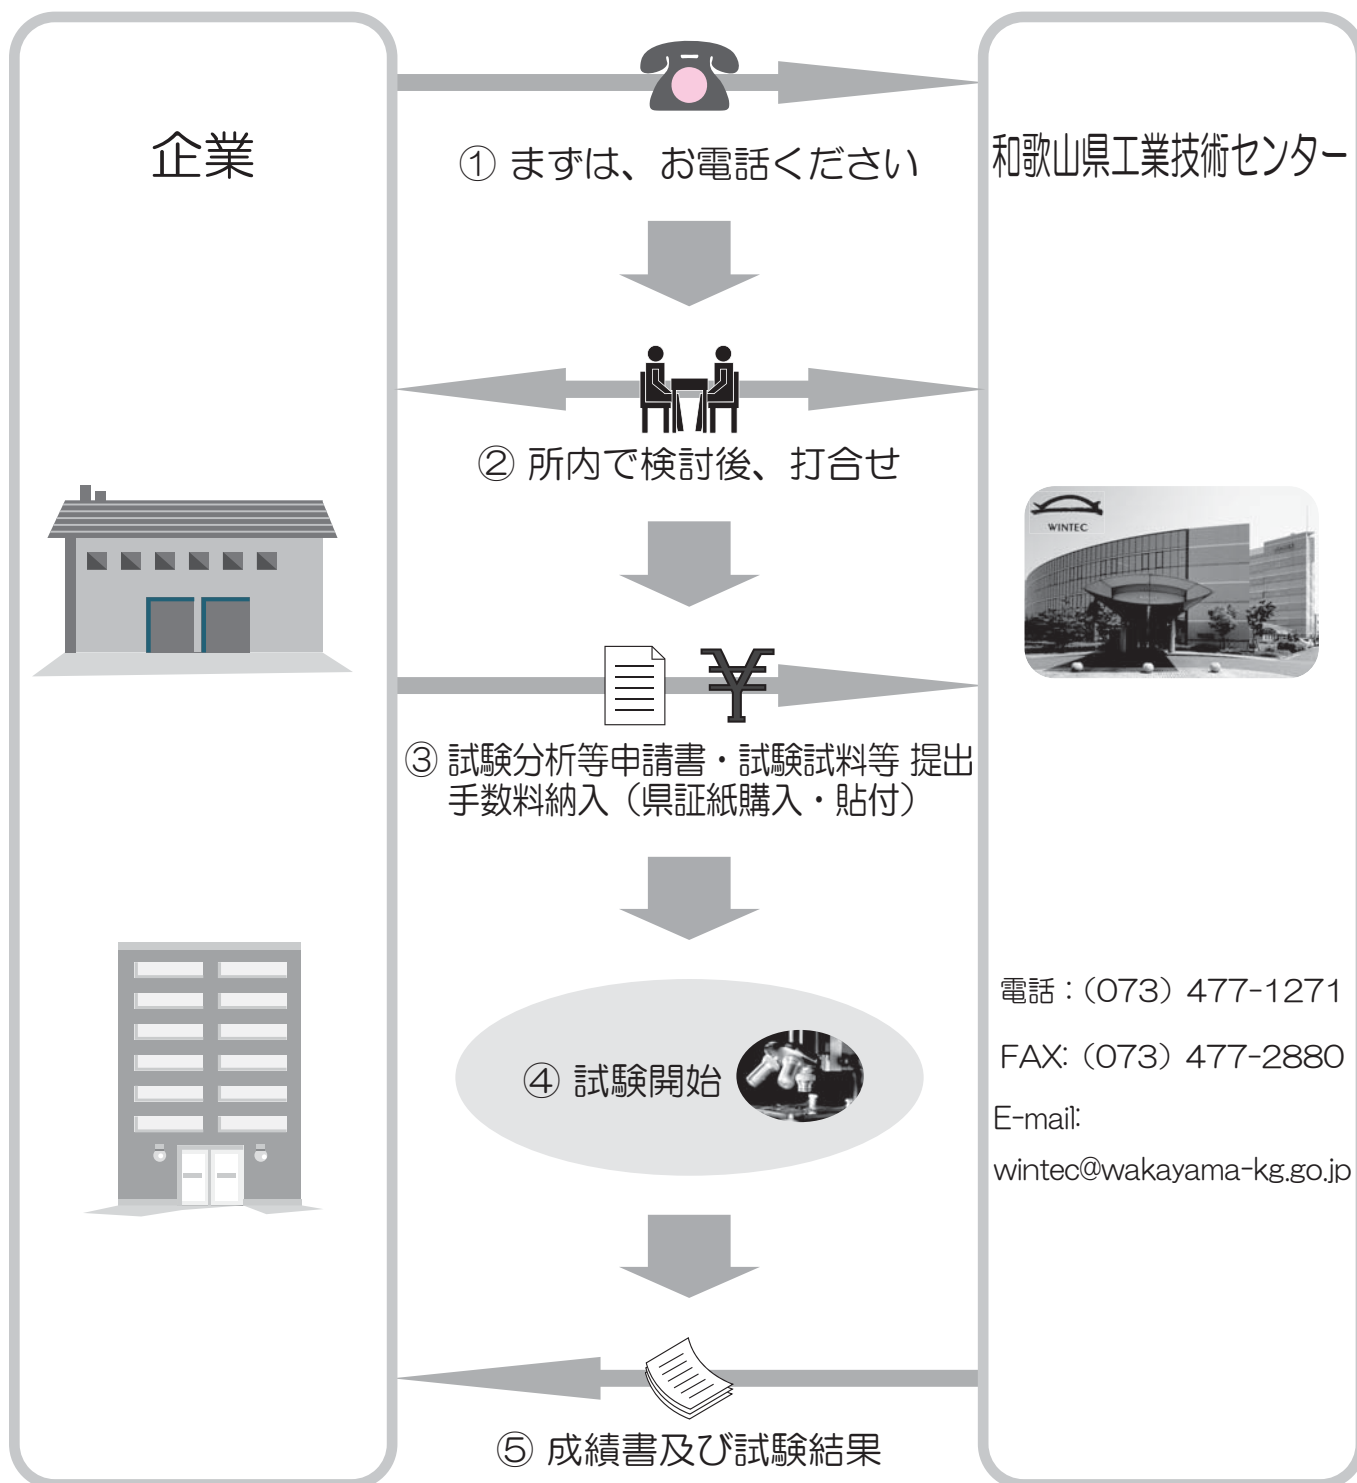 企業
① まずは、お電話ください
和歌山県工業技術センター
② 所内で検討後、打合せ
WINTEC
③ 試験分析等申請書・試験試料等 提出
手数料納入（県証紙購入・貼付）
④ 試験開始
電話：(073) 477-1271
FAX: (073) 477-2880
E-mail:
wintec@wakayama-kg.go.jp
⑤ 成績書及び試験結果